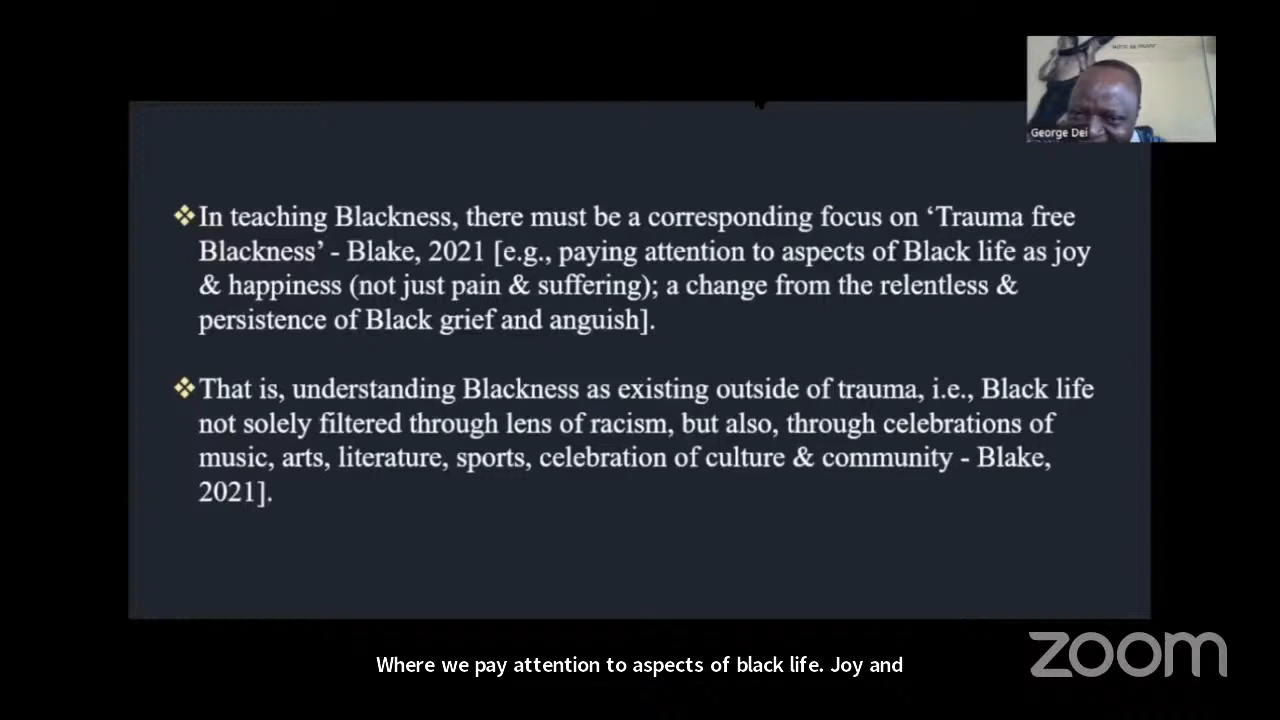 George Dei
❖In teaching Blackness, there must be a corresponding focus on ‘Trauma free
Blackness’ - Blake, 2021 [e.g., paying attention to aspects of Black life as joy
& happiness (not just pain & suffering); a change from the relentless &
persistence of Black grief and anguish].
❖That is, understanding Blackness as existing outside of trauma, i.e., Black life
not solely filtered through lens of racism, but also, through celebrations of
music, arts, literature, sports, celebration of culture & community - Blake,
2021].
Where we pay attention to aspects of black life. Joy and
zoom